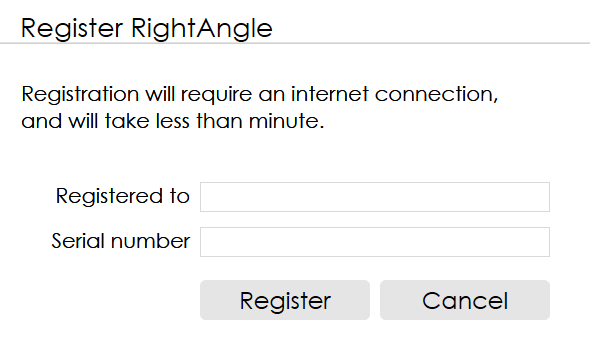 Register RightAngle
Registration will require an internet connection,
and will take less than minute.
Registered to
Serial number
Register Cancel